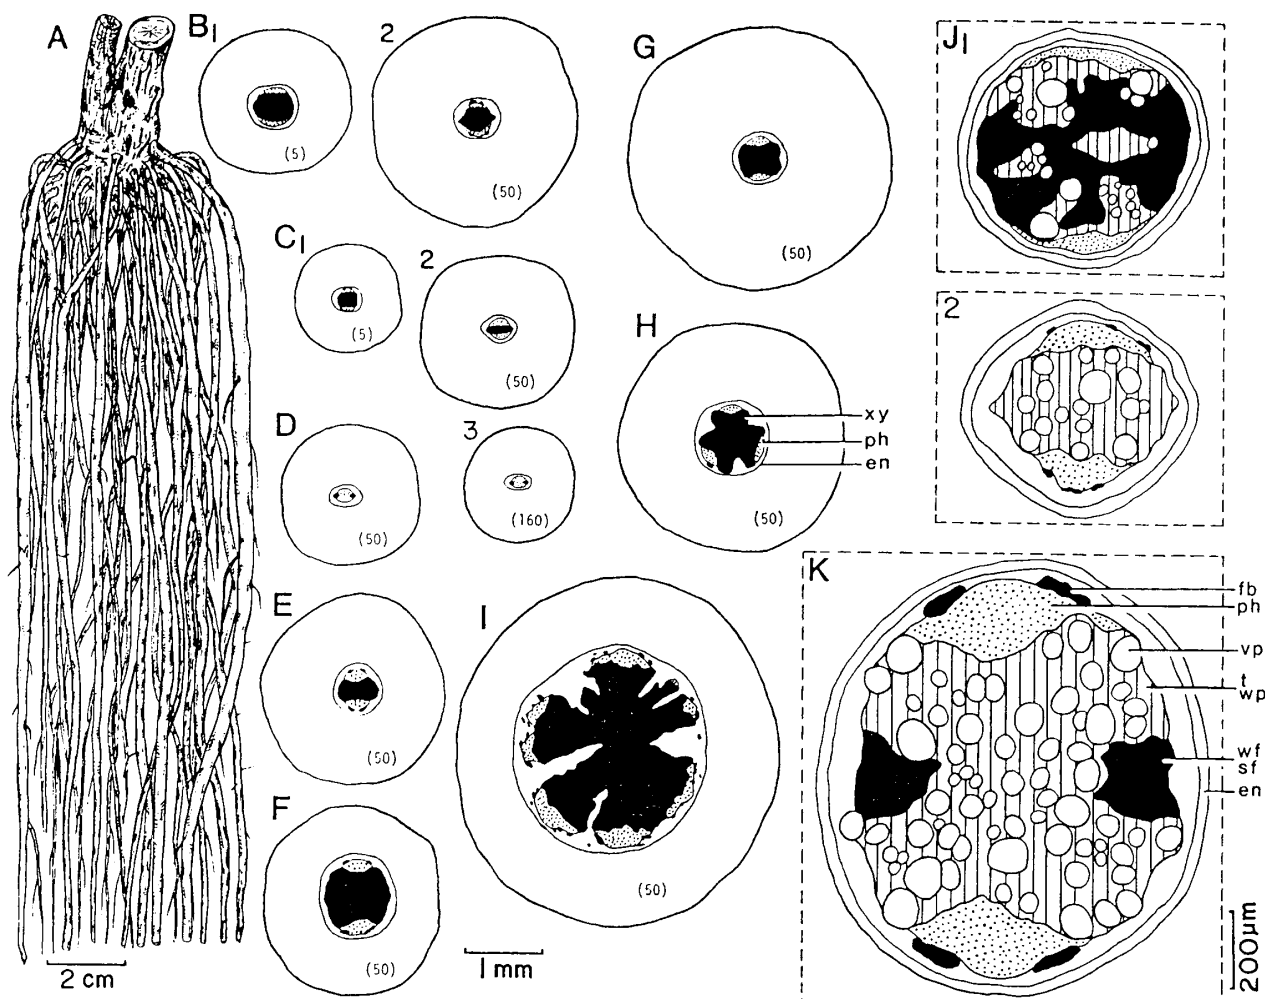 A
B1
(5)
2
(50)
C1
(5)
2
(50)
D
(50)
3
(160)
E
(50)
F
(50)
2 cm
G
(50)
H
xy
ph
en
(50)
I
(50)
1 mm
J1
2
K
fb
ph
vp
t
wp
wf
sf
en
200µm